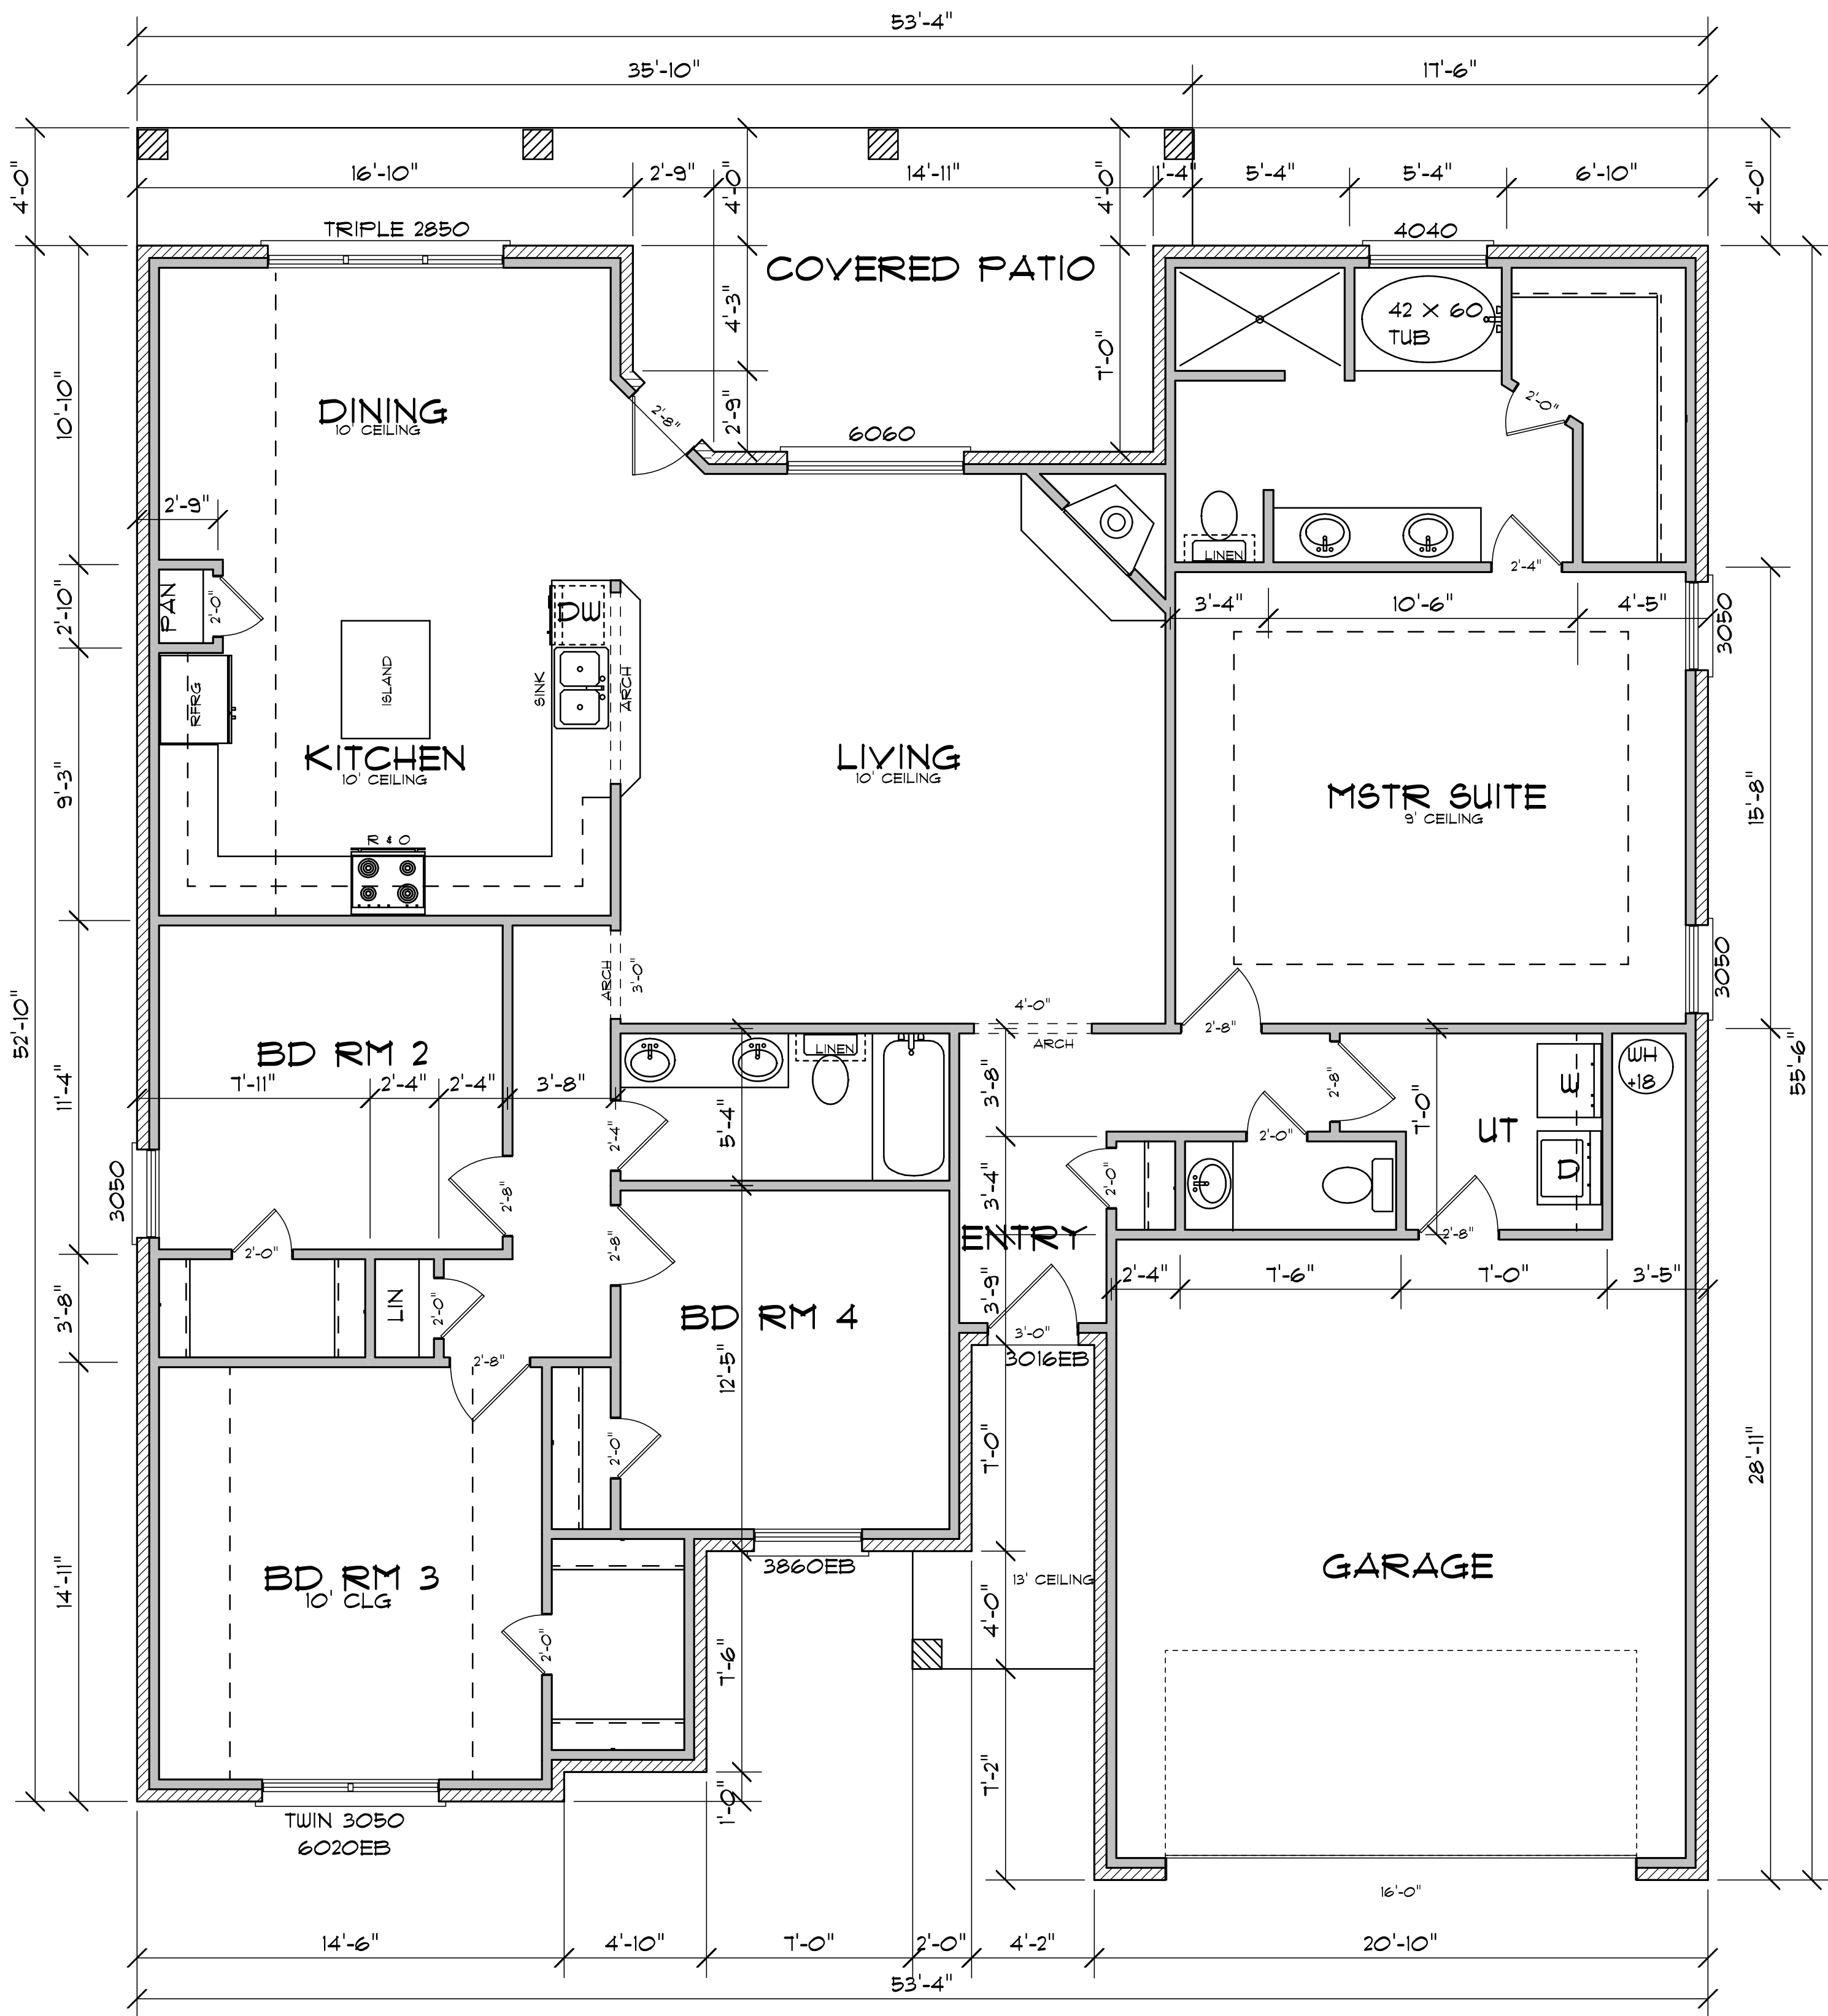 53'-4"
35'-10"
17'-6"
16'-10"
2'-9"
14'-11"
1'-4"
5'-4"
5'-4"
6'-10"
4'-0"
4'-0"
4'-0"
4'-0"
TRIPLE 2850
4040
COVERED PATIO
42 X 60
TUB
4'-3"
7'-0"
2'-9"
2'-8"
2'-0"
6060
DINING
10' CEILING
10'-10"
2'-9"
LINEN
2'-4"
PAN
2'-0"
2'-10"
DW
3'-4"
10'-6"
4'-5"
3050
RFRG
ISLAND
SINK
ARCH
KITCHEN
10' CEILING
LIVING
10' CEILING
MSTR SUITE
9' CEILING
9'-3"
15'-8"
R & O
ARCH
3'-0"
3050
4'-0"
ARCH
2'-8"
52'-10"
55'-6"
BD RM 2
11'-4"
7'-11"
2'-4"
2'-4"
3'-8"
LINEN
5'-4"
2'-4"
3'-8"
2'-8"
7'-0"
W
WH
+18
UT
D
2'-0"
2'-0"
3050
2'-8"
3'-4"
ENTRY
2'-8"
2'-0"
2'-8"
2'-4"
7'-6"
7'-0"
3'-5"
3'-8"
LIN
2'-0"
BD RM 4
3'-9"
3'-0"
3016EB
2'-8"
12'-5"
7'-0"
2'-0"
28'-11"
BD RM 3
10' CLG
14'-11"
3860EB
13' CEILING
GARAGE
4'-0"
2'-0"
7'-6"
7'-2"
1'-0"
TWIN 3050
6020EB
16'-0"
14'-6"
4'-10"
7'-0"
2'-0"
4'-2"
20'-10"
53'-4"